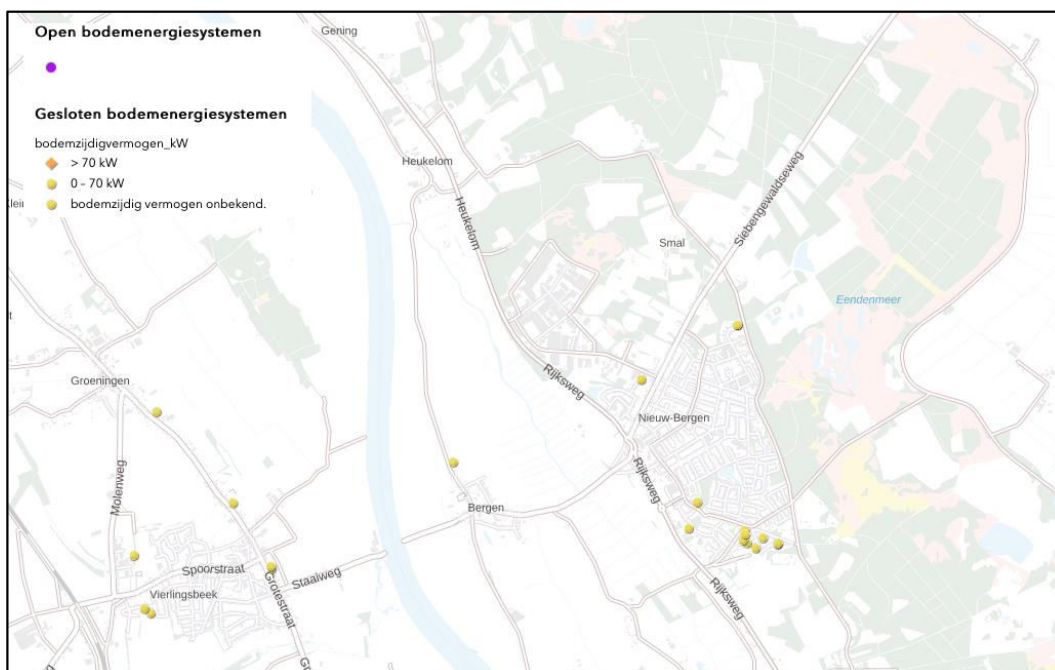 Open bodemenergiesystemen
Gesloten bodemenergiesystemen
bodemzijdigvermogen_kW
> 70 kW
0 - 70 kW
bodemzijdig vermogen onbekend.
Gening
Heukelom
Heukelom
Siebengewaldseweg
Smal
Eendenmeer
Groeningen
Rijksweg
Nieuw-Bergen
Molenweg
Rijksweg
Bergen
Spoorstraat
Staaiweg
Vierlingsbeek
Grotestraat
Rijksweg